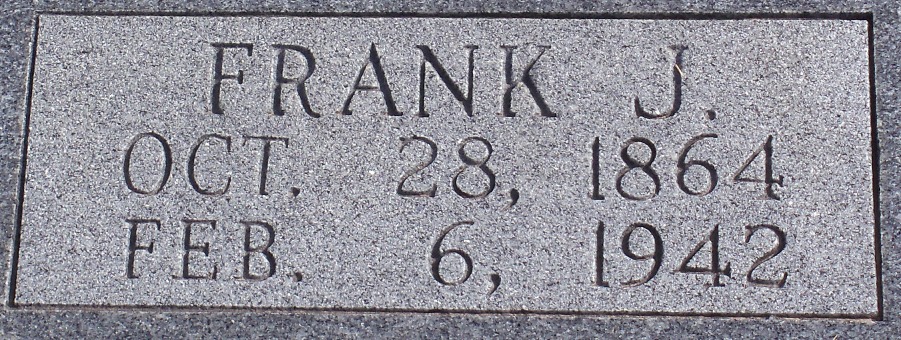 FRANK J.
OCT. 28, 1864
FEB. 6, 1942